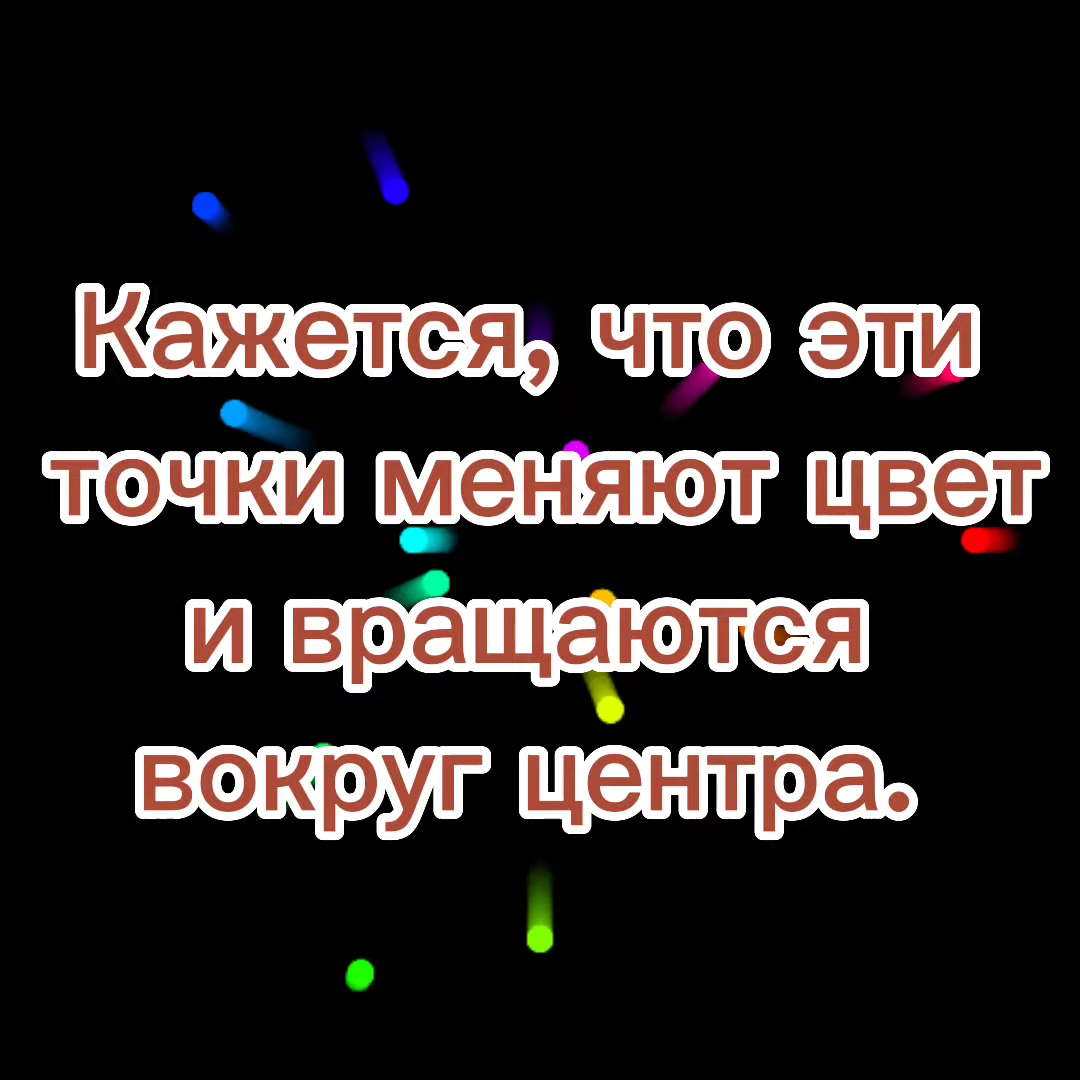 Кажется, что эти
точки меняют цвет
и вращаются
вокруг центра.